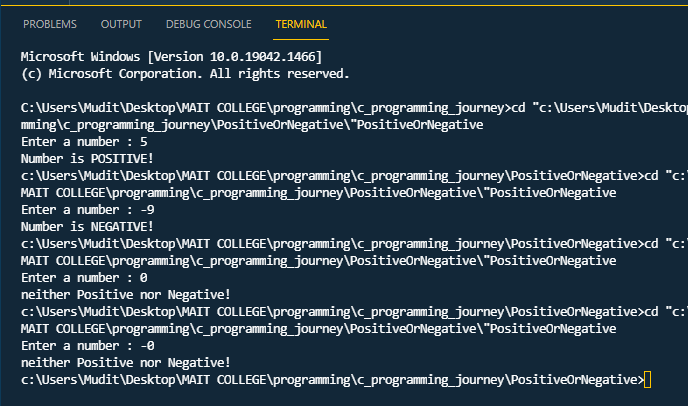 PROBLEMS OUTPUT DEBUG CONSOLE TERMINAL
Microsoft Windows [Version 10.0.19042.1466]
(c) Microsoft Corporation. All rights reserved.
C:\Users\Mudit\Desktop\MAIT COLLEGE\programming\c_programming_journey>cd "c:\Users\Mudit\Deskto
mming\c_programming_journey\PositiveOrNegative\"PositiveOrNegative
Enter a number : 5
Number is POSITIVE!
c:\Users\Mudit\Desktop\MAIT COLLEGE\programming\c_programming_journey\PositiveOrNegative>cd "c:\
MAIT COLLEGE\programming\c_programming_journey\PositiveOrNegative\"PositiveOrNegative
Enter a number : -9
Number is NEGATIVE!
c:\Users\Mudit\Desktop\MAIT COLLEGE\programming\c_programming_journey\PositiveOrNegative>cd "c:\
MAIT COLLEGE\programming\c_programming_journey\PositiveOrNegative\"PositiveOrNegative
Enter a number : 0
neither Positive nor Negative!
c:\Users\Mudit\Desktop\MAIT COLLEGE\programming\c_programming_journey\PositiveOrNegative>cd "c:\
MAIT COLLEGE\programming\c_programming_journey\PositiveOrNegative\"PositiveOrNegative
Enter a number : -0
neither Positive nor Negative!
c:\Users\Mudit\Desktop\MAIT COLLEGE\programming\c_programming_journey\PositiveOrNegative>